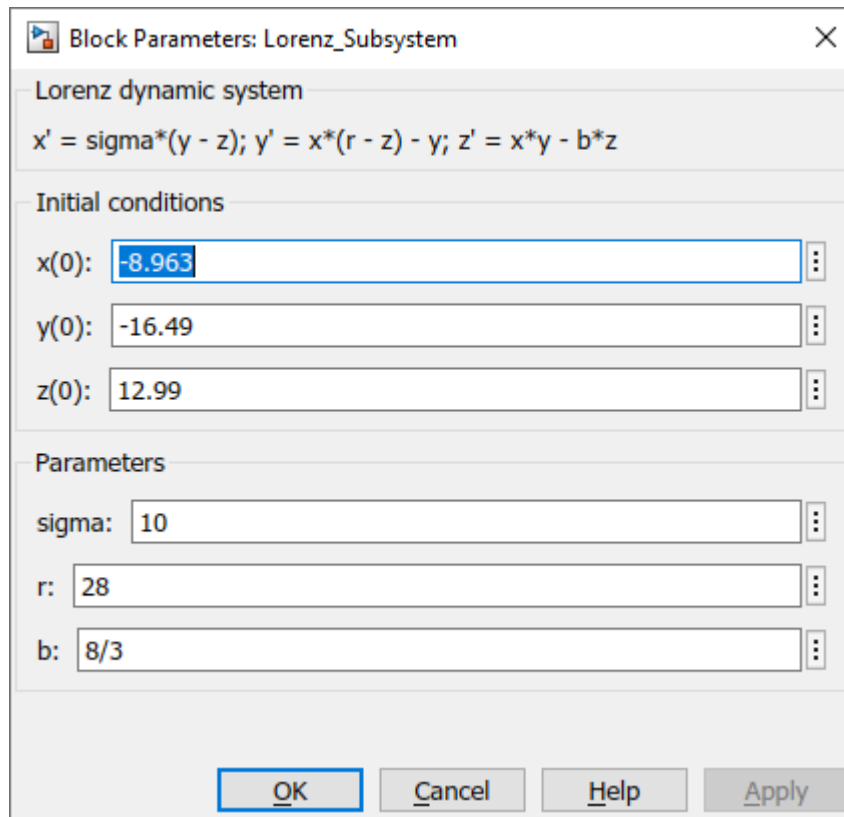 Block Parameters: Lorenz_Subsystem
Lorenz dynamic system
x' = sigma*(y - z); y' = x*(r - z) - y; z' = x*y - b*z
Initial conditions
x(0): -8.963
y(0): -16.49
z(0): 12.99
Parameters
sigma: 10
r: 28
b: 8/3
OK Cancel Help Apply